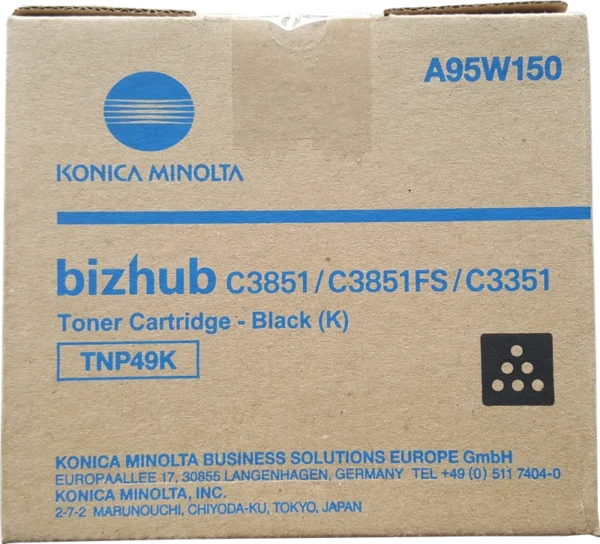 A95W150
KONICA MINOLTA
bizhub C3851/C3851FS/C3351
Toner Cartridge - Black (K)
TNP49K
KONICA MINOLTA BUSINESS SOLUTIONS EUROPE GmbH
EUROPAALLEE 17, 30855 LANGENHAGEN, GERMANY TEL +49 (0) 511 7404-0
KONICA MINOLTA, INC.
2-7-2 MARUNOUCHI, CHIYODA-KU, TOKYO, JAPAN